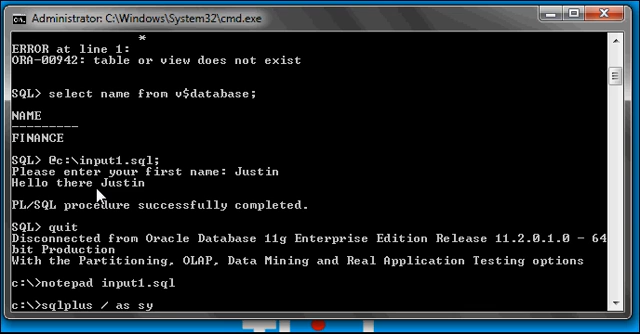 Administrator: C:\Windows\System32\cmd.exe
*
ERROR at line 1:
ORA-00942: table or view does not exist
SQL> select name from v$database;
NAME
---------
FINANCE
SQL> @c:\input1.sql;
Please enter your first name: Justin
Hello there Justin
PL/SQL procedure successfully completed.
SQL> quit
Disconnected from Oracle Database 11g Enterprise Edition Release 11.2.0.1.0 - 64
bit Production
With the Partitioning, OLAP, Data Mining and Real Application Testing options
c:\>notepad input1.sql
c:\>sqlplus / as sy